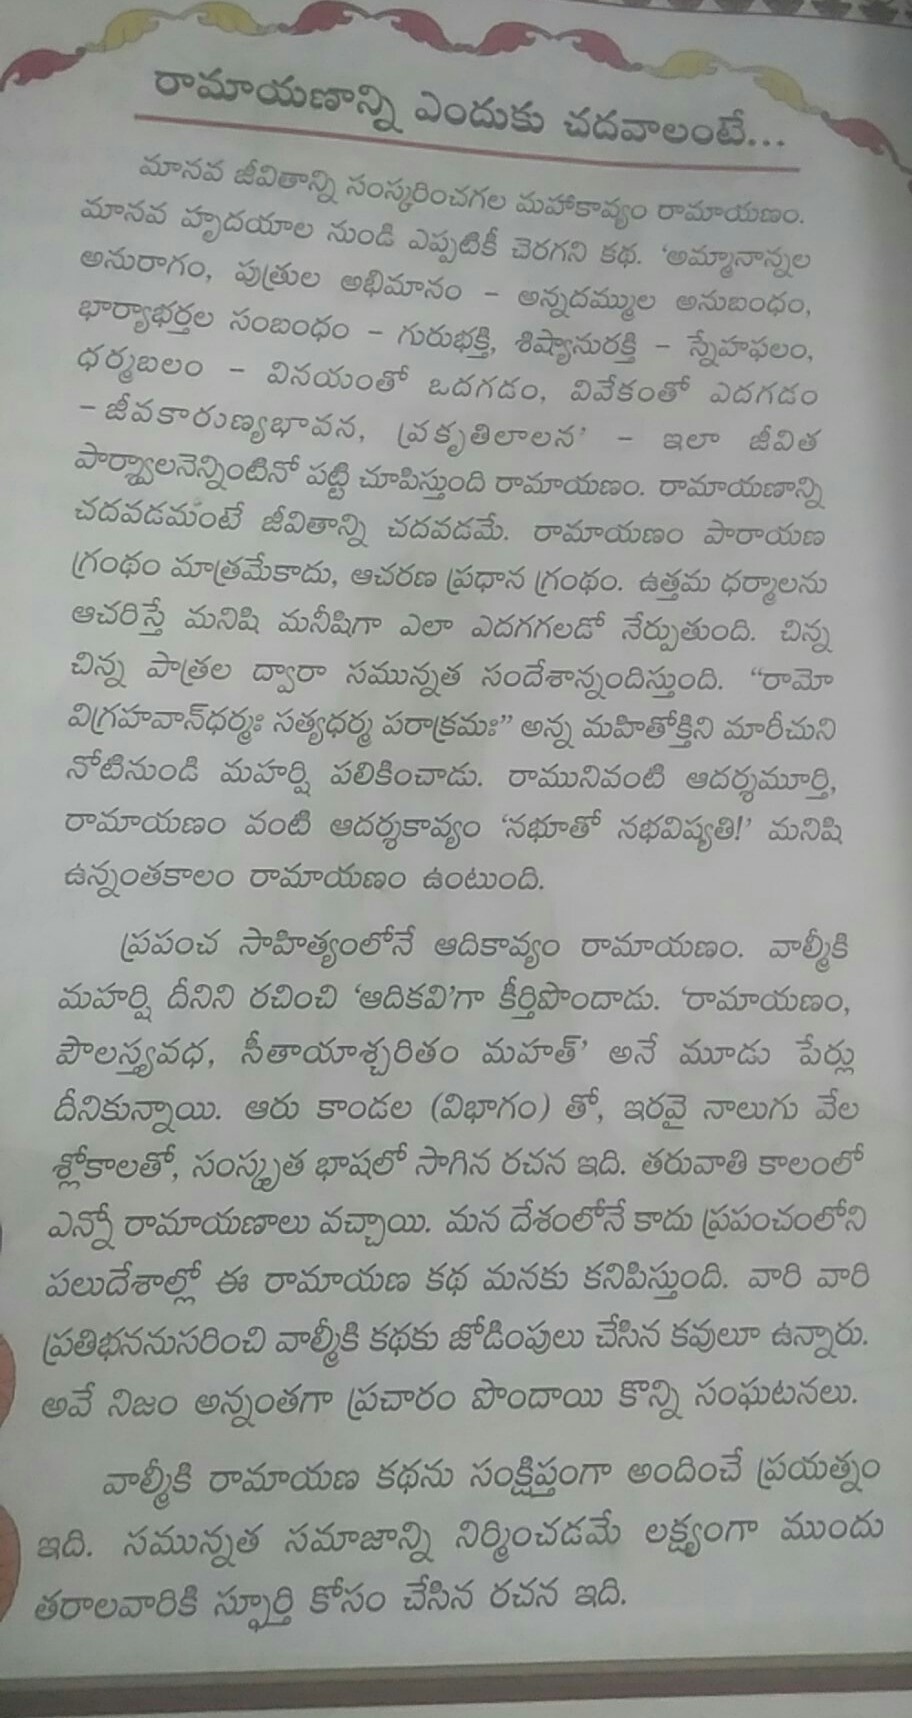 రామాయణాన్ని ఎందుకు చదవాలంటే...
మానవ జీవితాన్ని సంస్కరించగల మహాకావ్యం రామాయణం.
మానవ హృదయాల నుండి ఎప్పటికీ చెరగని కథ. ‘అమ్మానాన్నల
అనురాగం, పుత్రుల అభిమానం – అన్నదమ్ముల అనుబంధం,
భార్యాభర్తల సంబంధం – గురుభక్తి, శిష్యానురక్తి – స్నేహఫలం,
ధర్మబలం – వినయంతో ఒదగడం, వివేకంతో ఎదగడం
– జీవకారుణ్యభావన, ప్రకృతిలాలన’ – ఇలా జీవిత
పార్శ్వాలనెన్నింటినో పట్టి చూపిస్తుంది రామాయణం. రామాయణాన్ని
చదవడమంటే జీవితాన్ని చదవడమే. రామాయణం పారాయణ
గ్రంథం మాత్రమేకాదు, ఆచరణ ప్రధాన గ్రంథం. ఉత్తమ ధర్మాలను
ఆచరిస్తే మనిషి మనీషిగా ఎలా ఎదగగలడో నేర్పుతుంది. చిన్న
చిన్న పాత్రల ద్వారా సమున్నత సందేశాన్నందిస్తుంది. “రామో
విగ్రహవాన్‌ధర్మః సత్యధర్మ పరాక్రమః” అన్న మహితోక్తిని మారీచుని
నోటినుండి మహర్షి పలికించాడు. రామునివంటి ఆదర్శమూర్తి,
రామాయణం వంటి ఆదర్శకావ్యం ‘నభూతో నభవిష్యతి!’ మనిషి
ఉన్నంతకాలం రామాయణం ఉంటుంది.
ప్రపంచ సాహిత్యంలోనే ఆదికావ్యం రామాయణం. వాల్మీకి
మహర్షి దీనిని రచించి ‘ఆదికవి’గా కీర్తిపొందాడు. ‘రామాయణం,
పౌలస్త్యవధ, సీతాయాశ్చరితం మహత్’ అనే మూడు పేర్లు
దీనికున్నాయి. ఆరు కాండల (విభాగం) తో, ఇరవై నాలుగు వేల
శ్లోకాలతో, సంస్కృత భాషలో సాగిన రచన ఇది. తరువాతి కాలంలో
ఎన్నో రామాయణాలు వచ్చాయి. మన దేశంలోనే కాదు ప్రపంచంలోని
పలుదేశాల్లో ఈ రామాయణ కథ మనకు కనిపిస్తుంది. వారి వారి
ప్రతిభననుసరించి వాల్మీకి కథకు జోడింపులు చేసిన కవులూ ఉన్నారు.
అవే నిజం అన్నంతగా ప్రచారం పొందాయి కొన్ని సంఘటనలు.
వాల్మీకి రామాయణ కథను సంక్షిప్తంగా అందించే ప్రయత్నం
ఇది. సమున్నత సమాజాన్ని నిర్మించడమే లక్ష్యంగా ముందు
తరాలవారికి స్ఫూర్తి కోసం చేసిన రచన ఇది.